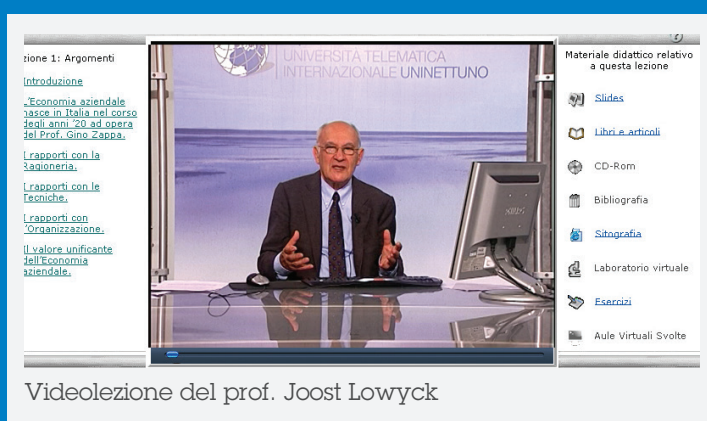 zione 1: Argomenti
Introduzione
L'Economia aziendale
nasce in Italia nel corso
degli anni '20 ad opera
del Prof. Gino Zappa.
I rapporti con la
Ragioneria.
I rapporti con le
Tecniche.
I rapporti con
l'Organizzazione.
Il valore unificante
dell'Economia
aziendale.
UNIVERSITÀ TELEMATICA
INTERNAZIONALE UNINETTUNO
Materiale didattico relativo
a questa lezione
Slides
Libri e articoli
CD-Rom
Bibliografia
Sitografia
Laboratorio virtuale
Esercizi
Aule Virtuali Svolte
Videolezione del prof. Joost Lowyck